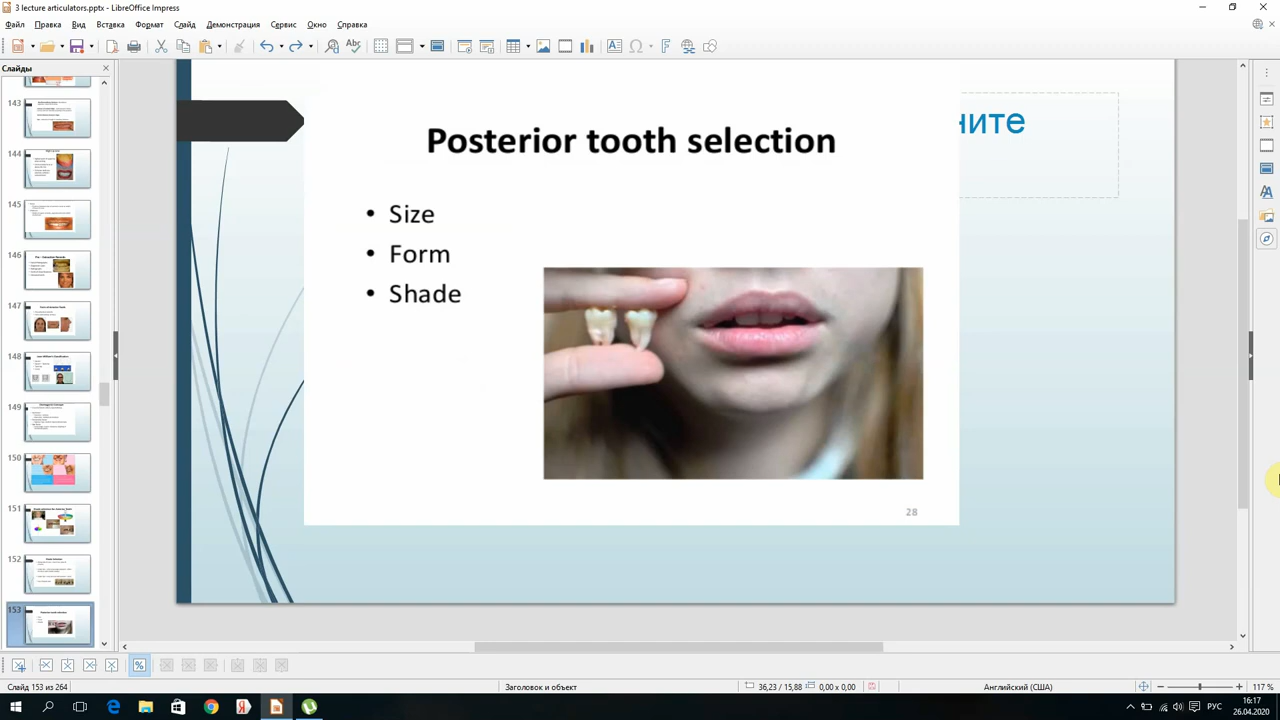 3 lecture articulators.pptx - LibreOffice Impress
Файл Правка Вид Вставка Формат Слайд Демонстрация Сервис Окно Справка
Слайды
143
144
145
146
147
148
149
150
151
152
153
ните
Posterior tooth selection
• Size
• Form
• Shade
28
Слайд 153 из 264
Заголовок и объект
36,23 / 15,88
0,00 x 0,00
Английский (США)
117 %
РУС
16:17
26.04.2020